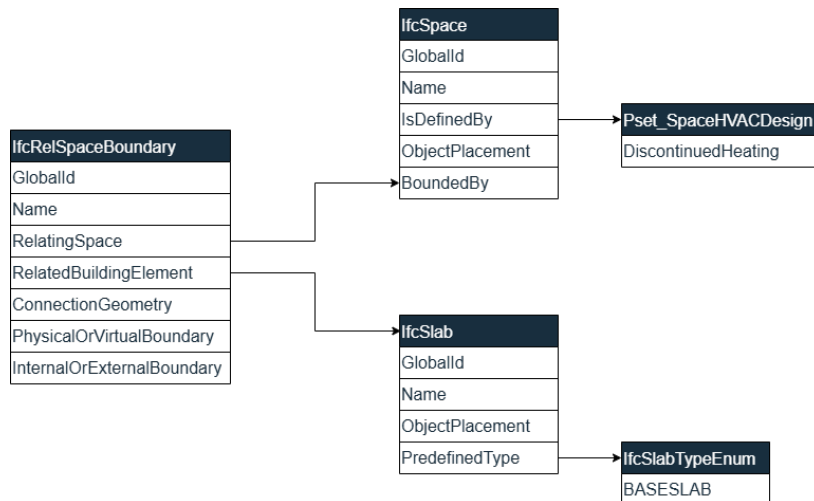 IfcSpace
GlobalId
Name
IsDefinedBy
ObjectPlacement
BoundedBy
Pset_SpaceHVACDesign
DiscontinuedHeating
IfcRelSpaceBoundary
GlobalId
Name
RelatingSpace
RelatedBuildingElement
ConnectionGeometry
PhysicalOrVirtualBoundary
InternalOrExternalBoundary
IfcSlab
GlobalId
Name
ObjectPlacement
PredefinedType
IfcSlabTypeEnum
BASESLAB